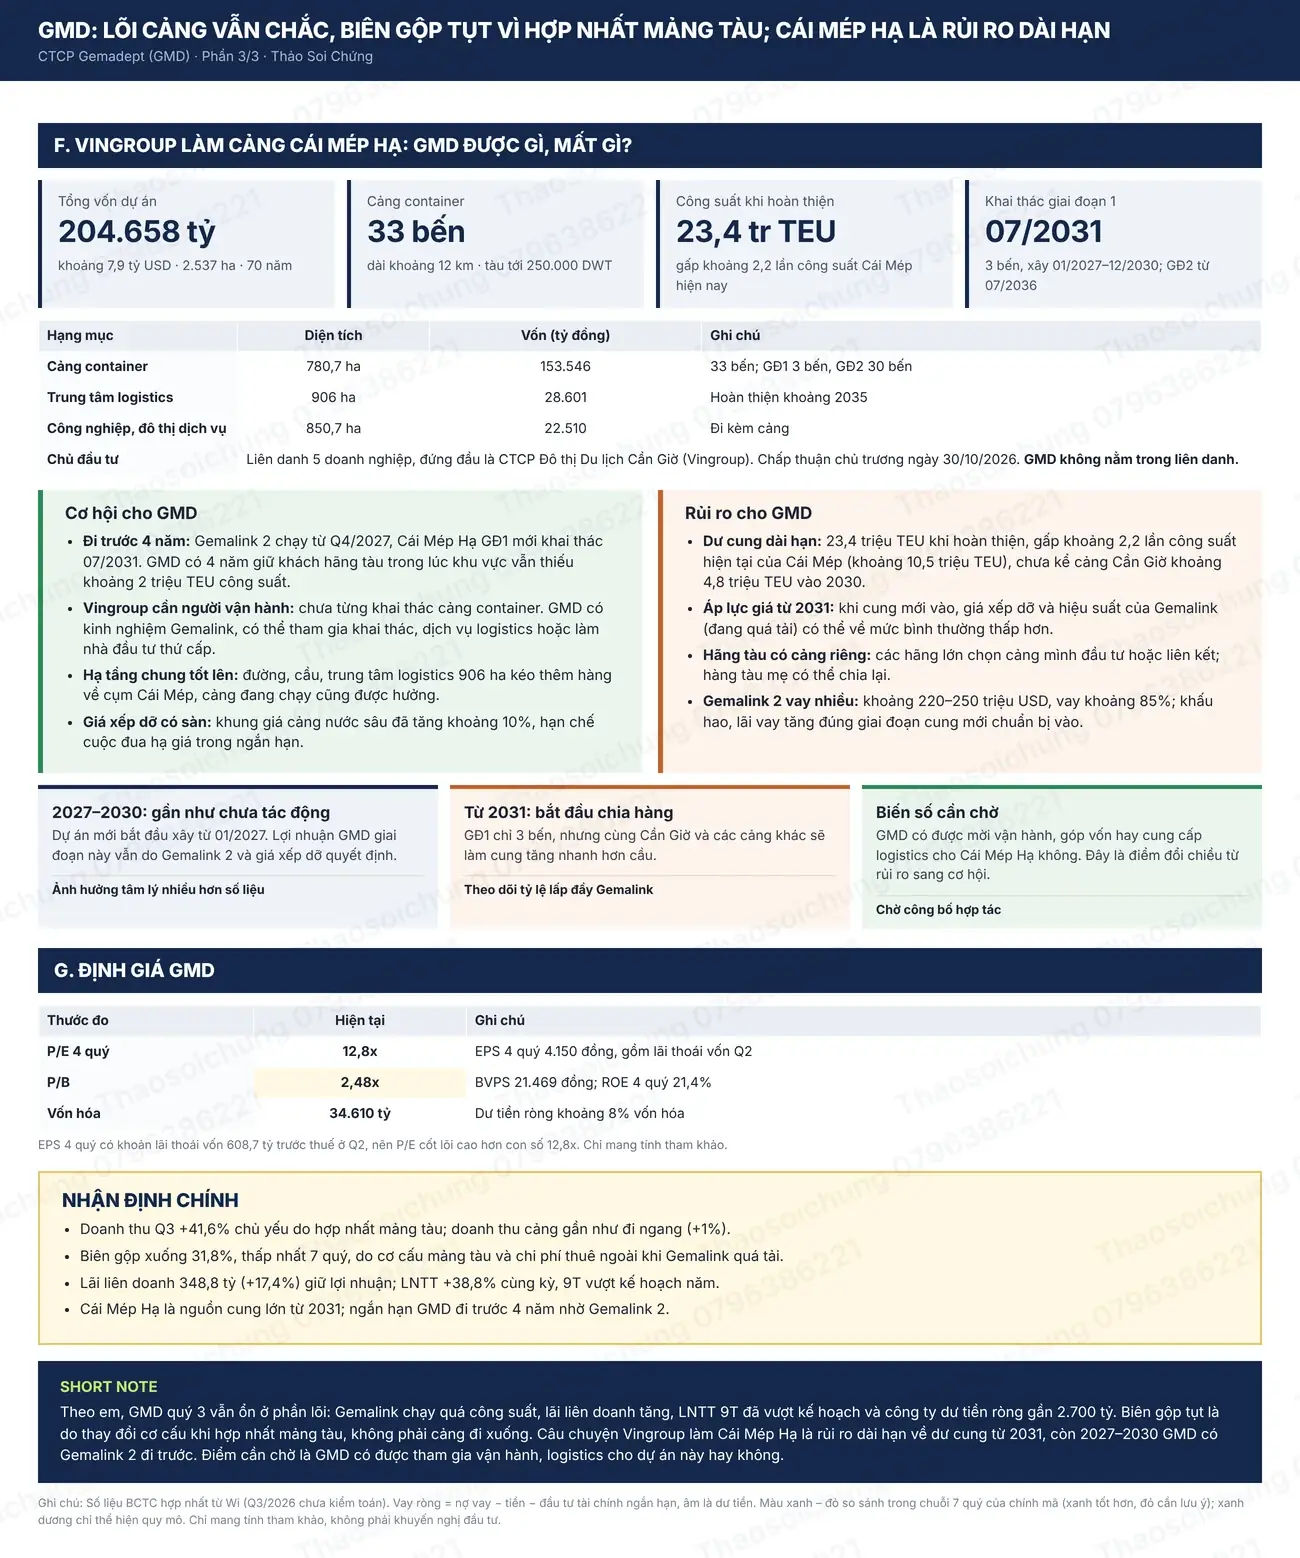 GMD: LÕI CẢNG VẪN CHẮC, BIÊN GỘP TỤT VÌ HỢP NHẤT MẢNG TÀU; CÁI MÉP HẠ LÀ RỦI RO DÀI HẠN
CTCP Gemadept (GMD) · Phần 3/3 · Thảo Soi Chứng
F. VINGROUP LÀM CẢNG CÁI MÉP HẠ: GMD ĐƯỢC GÌ, MẤT GÌ?
Tổng vốn dự án
204.658 tỷ
khoảng 7,9 tỷ USD · 2.537 ha · 70 năm
Cảng container
33 bến
dài khoảng 12 km · tàu tới 250.000 DWT
Công suất khi hoàn thiện
23,4 tr TEU
gấp khoảng 2,2 lần công suất Cái Mép
hiện nay
Khai thác giai đoạn 1
07/2031
3 bến, xây 01/2027–12/2030; GĐ2 từ
07/2036
Hạng mục Diện tích Vốn (tỷ đồng) Ghi chú
Cảng container 780,7 ha 153.546 33 bến; GĐ1 3 bến, GĐ2 30 bến
Trung tâm logistics 906 ha 28.601 Hoàn thiện khoảng 2035
Công nghiệp, đô thị dịch vụ 850,7 ha 22.510 Đi kèm cảng
Chủ đầu tư Liên danh 5 doanh nghiệp, đứng đầu là CTCP Đô thị Du lịch Cần Giờ (Vingroup). Chấp thuận chủ trương ngày 30/10/2026. GMD không nằm trong liên danh.
Cơ hội cho GMD
• Đi trước 4 năm: Gemalink 2 chạy từ Q4/2027, Cái Mép Hạ GĐ1 mới khai thác
07/2031. GMD có 4 năm giữ khách hãng tàu trong lúc khu vực vẫn thiếu
khoảng 2 triệu TEU công suất.
• Vingroup cần người vận hành: chưa từng khai thác cảng container. GMD có
kinh nghiệm Gemalink, có thể tham gia khai thác, dịch vụ logistics hoặc làm
nhà đầu tư thứ cấp.
• Hạ tầng chung tốt lên: đường, cầu, trung tâm logistics 906 ha kéo thêm hàng
về cụm Cái Mép, cảng đang chạy cũng được hưởng.
• Giá xếp dỡ có sàn: khung giá cảng nước sâu đã tăng khoảng 10%, hạn chế
cuộc đua hạ giá trong ngắn hạn.
Rủi ro cho GMD
• Dư cung dài hạn: 23,4 triệu TEU khi hoàn thiện, gấp khoảng 2,2 lần công suất
hiện tại của Cái Mép (khoảng 10,5 triệu TEU), chưa kể cảng Cần Giờ khoảng
4,8 triệu TEU vào 2030.
• Áp lực giá từ 2031: khi cung mới vào, giá xếp dỡ và hiệu suất của Gemalink
(đang quá tải) có thể về mức bình thường thấp hơn.
• Hãng tàu có cảng riêng: các hãng lớn chọn cảng mình đầu tư hoặc liên kết;
hàng tàu mẹ có thể chia lại.
• Gemalink 2 vay nhiều: khoảng 220–250 triệu USD, vay khoảng 85%; khấu
hao, lãi vay tăng đúng giai đoạn cung mới chuẩn bị vào.
2027–2030: gần như chưa tác động
Dự án mới bắt đầu xây từ 01/2027. Lợi nhuận GMD giai
đoạn này vẫn do Gemalink 2 và giá xếp dỡ quyết định.
Ảnh hưởng tâm lý nhiều hơn số liệu
Từ 2031: bắt đầu chia hàng
GĐ1 chỉ 3 bến, nhưng cùng Cần Giờ và các cảng khác sẽ
làm cung tăng nhanh hơn cầu.
Theo dõi tỷ lệ lấp đầy Gemalink
Biến số cần chờ
GMD có được mời vận hành, góp vốn hay cung cấp
logistics cho Cái Mép Hạ không. Đây là điểm đổi chiều từ
rủi ro sang cơ hội.
Chờ công bố hợp tác
G. ĐỊNH GIÁ GMD
Thước đo Hiện tại Ghi chú
P/E 4 quý 12,8x EPS 4 quý 4.150 đồng, gồm lãi thoái vốn Q2
P/B 2,48x BVPS 21.469 đồng; ROE 4 quý 21,4%
Vốn hóa 34.610 tỷ Dư tiền ròng khoảng 8% vốn hóa
EPS 4 quý có khoản lãi thoái vốn 608,7 tỷ trước thuế ở Q2, nên P/E cốt lõi cao hơn con số 12,8x. Chỉ mang tính tham khảo.
NHẬN ĐỊNH CHÍNH
• Doanh thu Q3 +41,6% chủ yếu do hợp nhất mảng tàu; doanh thu cảng gần như đi ngang (+1%).
• Biên gộp xuống 31,8%, thấp nhất 7 quý, do cơ cấu mảng tàu và chi phí thuê ngoài khi Gemalink quá tải.
• Lãi liên doanh 348,8 tỷ (+17,4%) giữ lợi nhuận; LNTT +38,8% cùng kỳ, 9T vượt kế hoạch năm.
• Cái Mép Hạ là nguồn cung lớn từ 2031; ngắn hạn GMD đi trước 4 năm nhờ Gemalink 2.
SHORT NOTE
Theo em, GMD quý 3 vẫn ổn ở phần lõi: Gemalink chạy quá công suất, lãi liên doanh tăng, LNTT 9T đã vượt kế hoạch và công ty dư tiền ròng gần 2.700 tỷ. Biên gộp tụt là
do thay đổi cơ cấu khi hợp nhất mảng tàu, không phải cảng đi xuống. Câu chuyện Vingroup làm Cái Mép Hạ là rủi ro dài hạn về dư cung từ 2031, còn 2027–2030 GMD có
Gemalink 2 đi trước. Điểm cần chờ là GMD có được tham gia vận hành, logistics cho dự án này hay không.
Ghi chú: Số liệu BCTC hợp nhất từ Wi (Q3/2026 chưa kiểm toán). Vay ròng = nợ vay − tiền − đầu tư tài chính ngắn hạn, âm là dư tiền. Màu xanh – đỏ so sánh trong chuỗi 7 quý của chính mã (xanh tốt hơn, đỏ cần lưu ý); xanh
dương chỉ thể hiện quy mô. Chỉ mang tính tham khảo, không phải khuyến nghị đầu tư.
Thaosoichung 0796386221